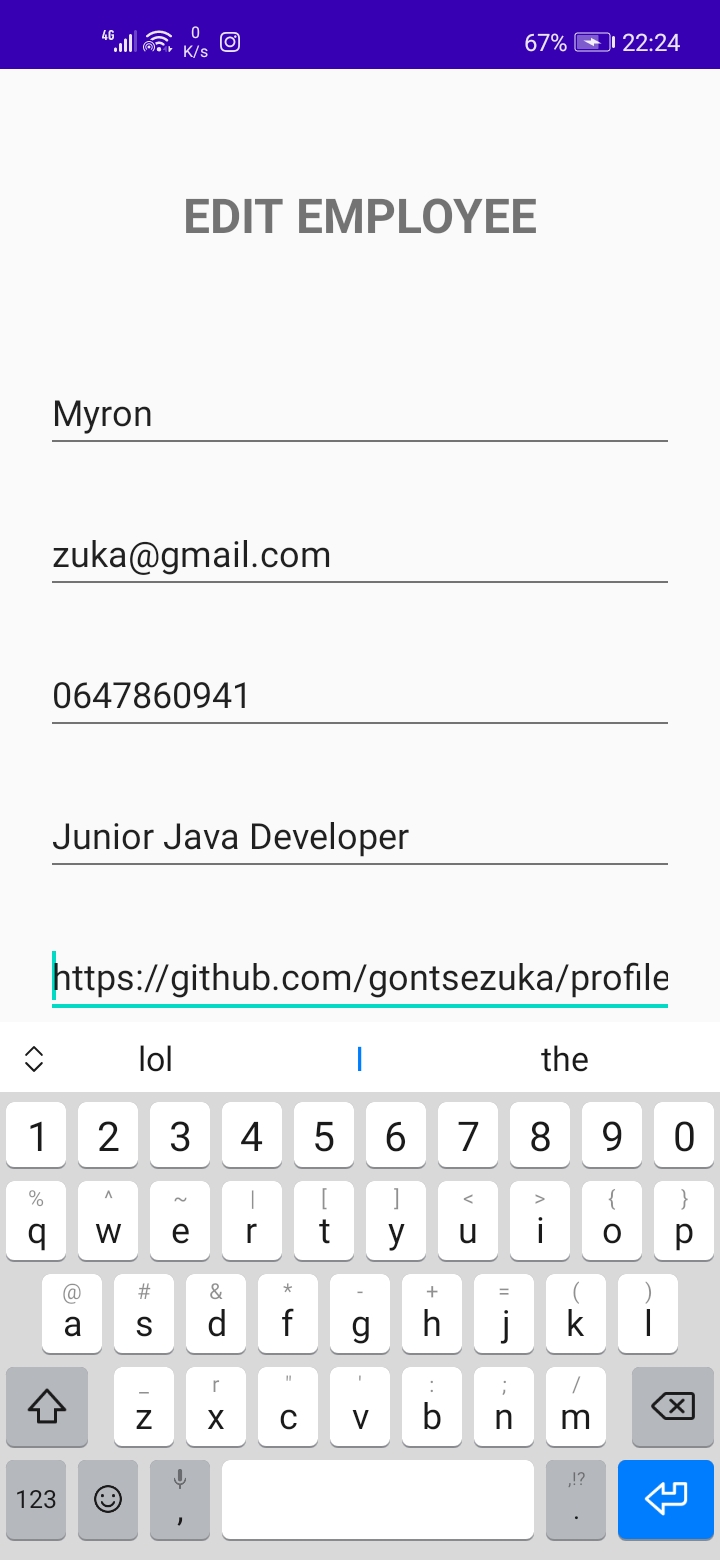 4G 0 K/s 67% 22:24
EDIT EMPLOYEE
Myron
zuka@gmail.com
0647860941
Junior Java Developer
https://github.com/gontsezuka/profile
lol I the
1 2 3 4 5 6 7 8 9 0
% ^ ~ | [ ] < > { }
q w e r t y u i o p
@ # & * - + = ( )
a s d f g h j k l
_ r " ' : ; /
z x c v b n m
,!?
123 , .